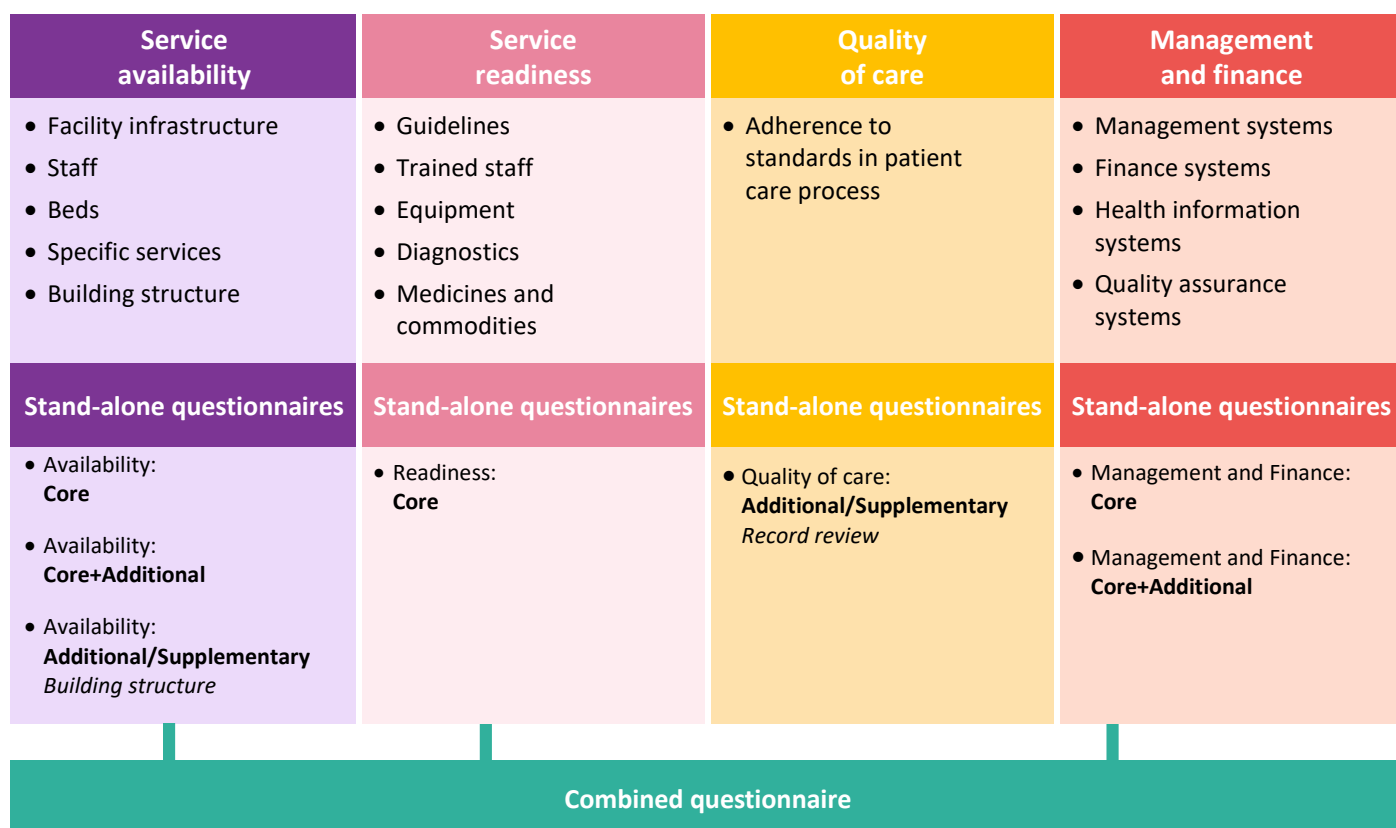 Service
availability
• Facility infrastructure
• Staff
• Beds
• Specific services
• Building structure
Stand-alone questionnaires
• Availability:
Core
• Availability:
Core+Additional
• Availability:
Additional/Supplementary
Building structure
Service
readiness
• Guidelines
• Trained staff
• Equipment
• Diagnostics
• Medicines and
commodities
Stand-alone questionnaires
• Readiness:
Core
Quality
of care
• Adherence to
standards in patient
care process
Stand-alone questionnaires
• Quality of care:
Additional/Supplementary
Record review
Management
and finance
• Management systems
• Finance systems
• Health information
systems
• Quality assurance
systems
Stand-alone questionnaires
• Management and Finance:
Core
• Management and Finance:
Core+Additional
Combined questionnaire